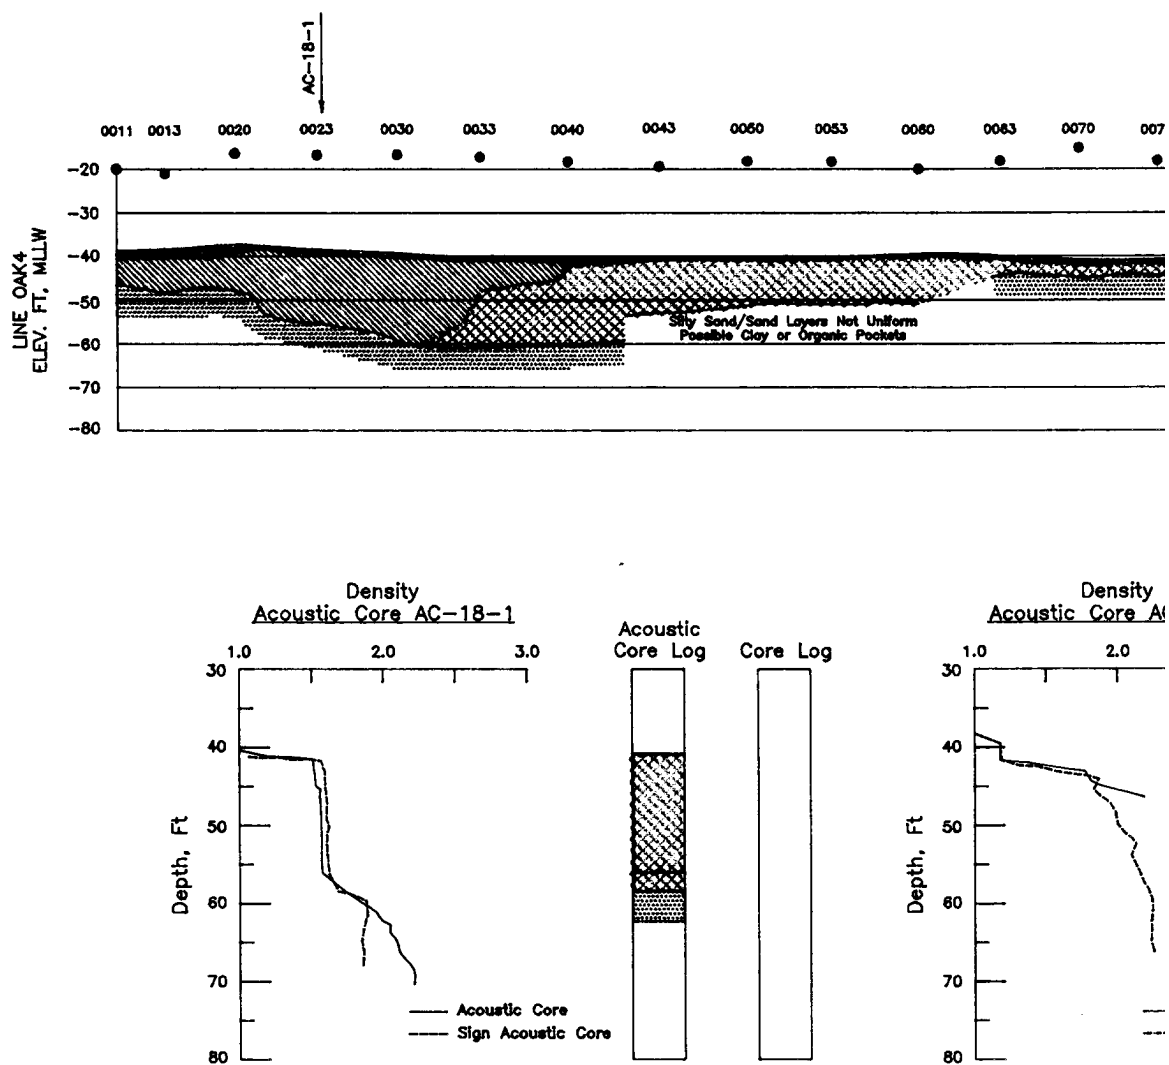 AC-18-1
0011 0013 0020 0023 0030 0033 0040 0043 0050 0053 0060 0063 0070 007
-20
-30
-40
-50
-60
-70
-80
LINE OAK4
ELEV. FT, MLLW
Silty Sand/Sand Layers Not Uniform
Possible Clay or Organic Pockets
Density
Acoustic Core AC-18-1
1.0 2.0 3.0
30
40
50
60
70
80
Depth, Ft
Acoustic Core
Sign Acoustic Core
Acoustic
Core Log
Core Log
Density
Acoustic Core A
1.0 2.0
30
40
50
60
70
80
Depth, Ft